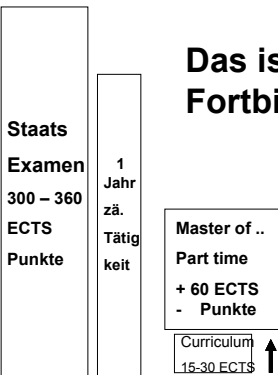 Das is
Fortbi
Staats
Examen
300 – 360
ECTS
Punkte
1
Jahr
zä.
Tätig
keit
Master of ..
Part time
+ 60 ECTS
- Punkte
Curriculum
15-30 ECTS